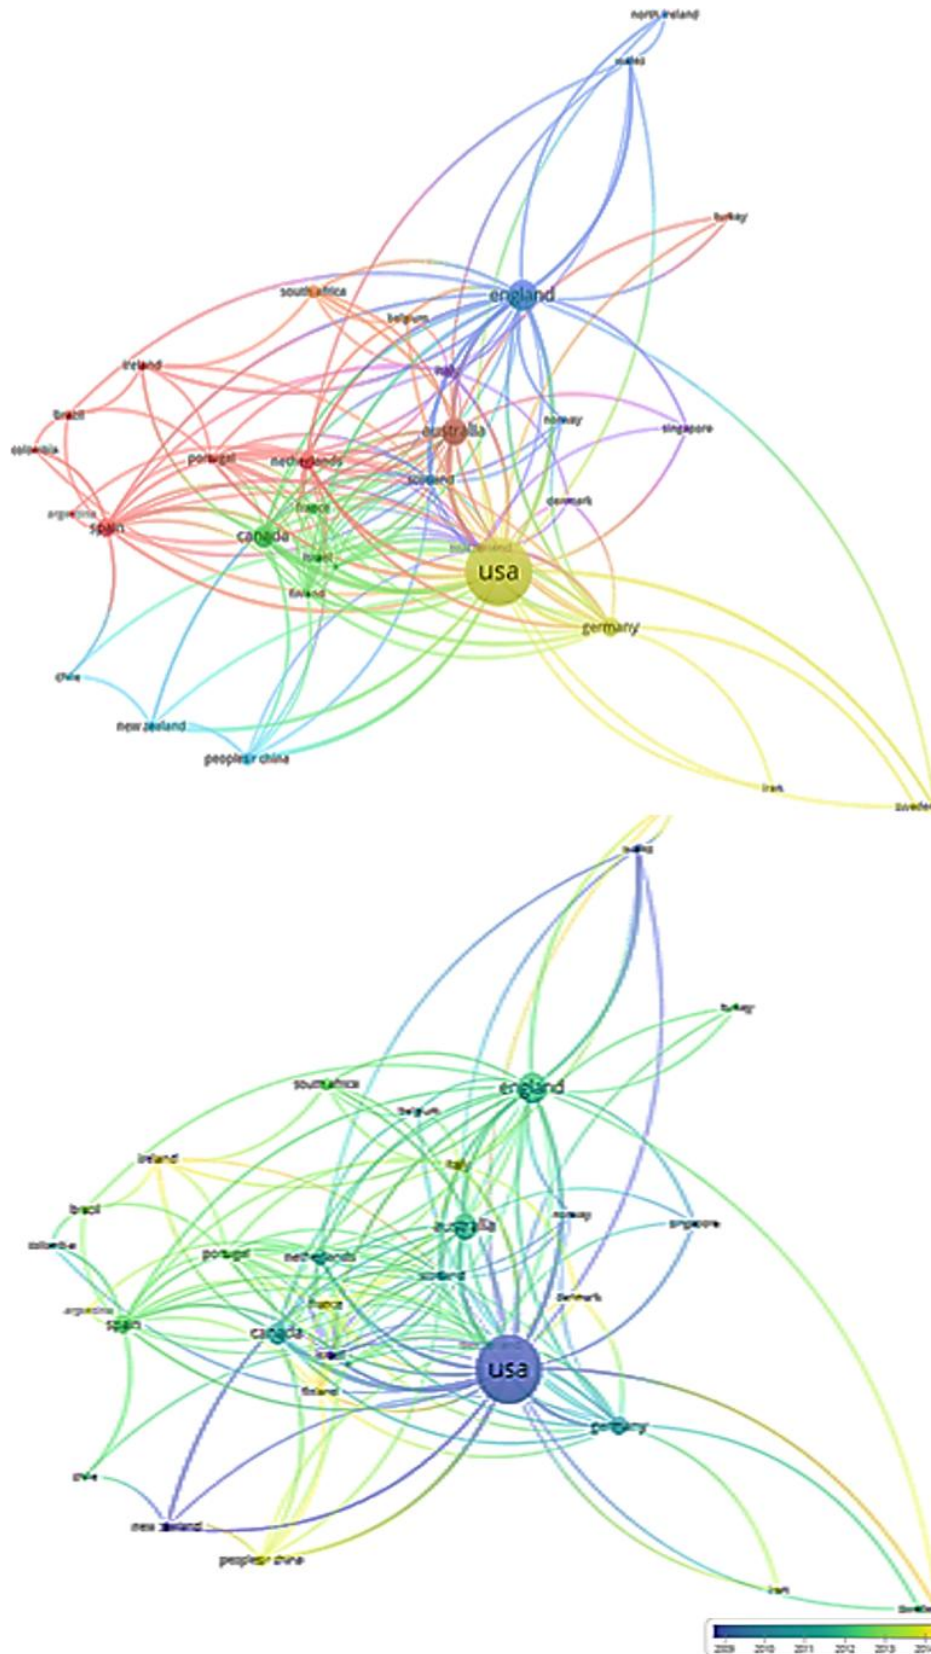 north ireland
wales
turkey
england
south africa
belgium
italy
ireland
brazil
australia
norway
singapore
colombia
portugal
netherlands
scotland
denmark
argentina
france
spain
canada
israel
usa
finland
germany
chile
new zealand
peoples r china
iran
sweden
wales
turkey
south africa
england
belgium
ireland
italy
brazil
norway
australia
singapore
colombia
portugal
netherlands
scotland
denmark
france
argentina
spain
canada
israel
usa
finland
germany
chile
new zealand
peoples r china
iran
2009 2010 2011 2012 2013